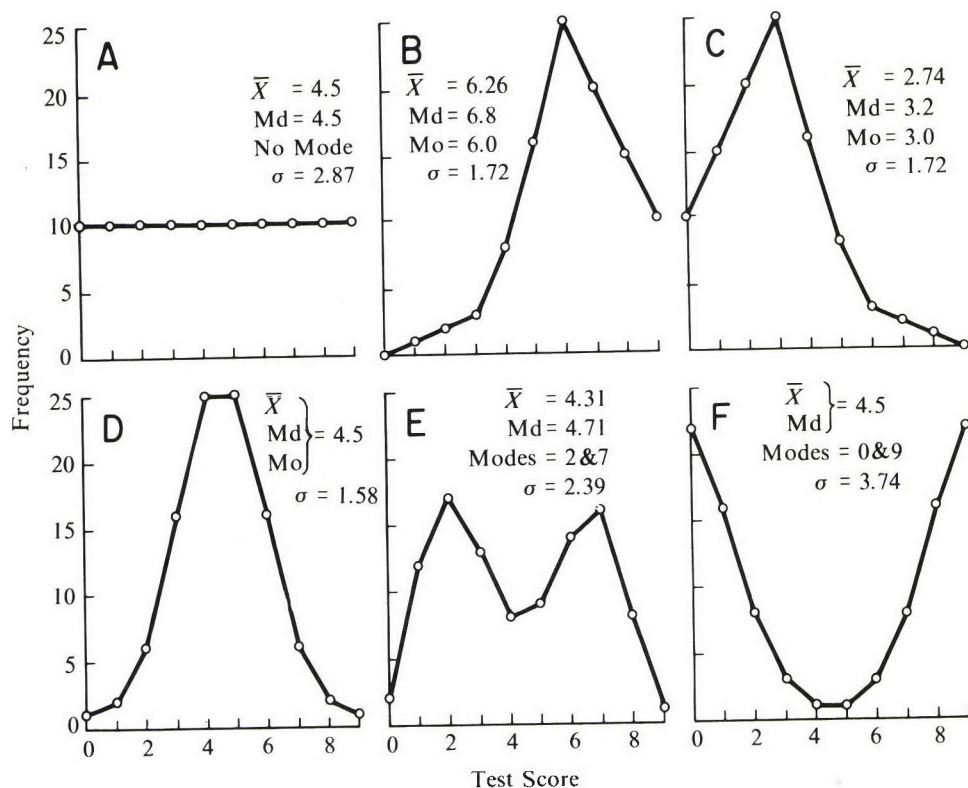 Frequency
25
20
15
10
5
0
A
X̄ = 4.5
Md = 4.5
No Mode
σ = 2.87
B
X̄ = 6.26
Md = 6.8
Mo = 6.0
σ = 1.72
C
X̄ = 2.74
Md = 3.2
Mo = 3.0
σ = 1.72
25
20
15
10
5
0
D
X̄
Md } = 4.5
Mo
σ = 1.58
0 2 4 6 8
E
X̄ = 4.31
Md = 4.71
Modes = 2&7
σ = 2.39
0 2 4 6 8
F
X̄
Md } = 4.5
Modes = 0&9
σ = 3.74
0 2 4 6 8
Test Score